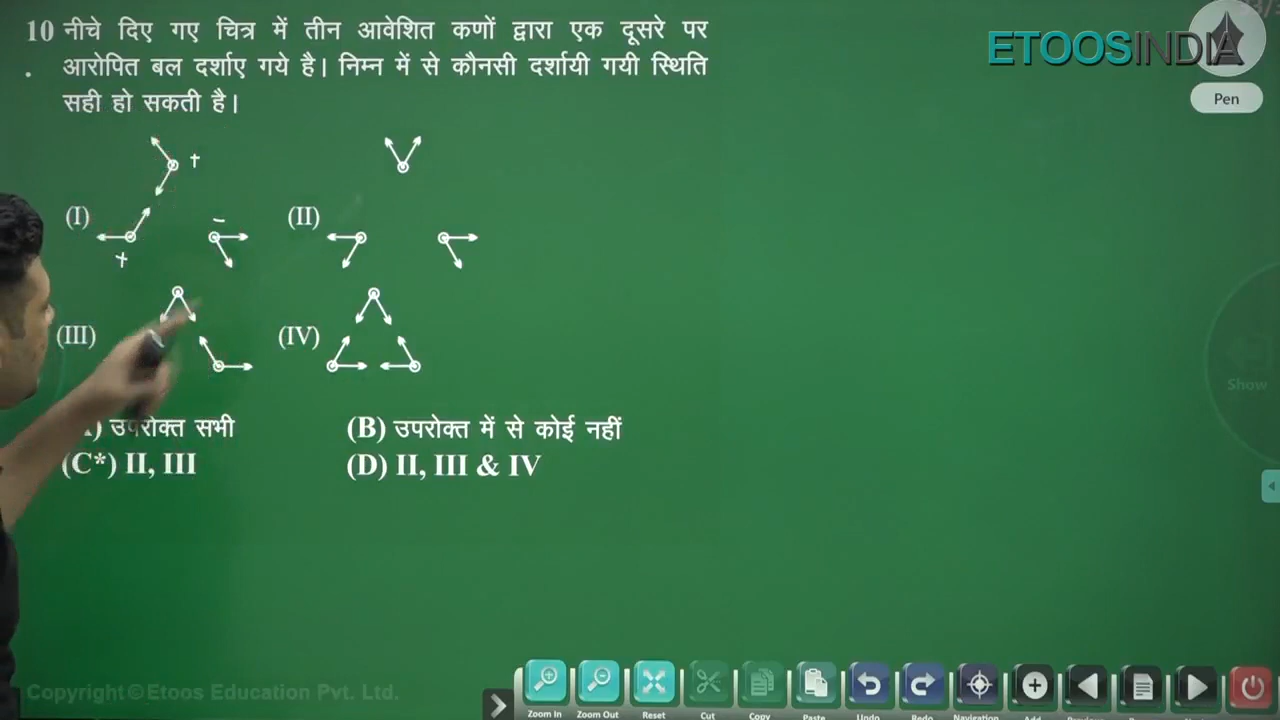 10 नीचे दिए गए चित्र में तीन आवेशित कणों द्वारा एक दूसरे पर
. आरोपित बल दर्शाए गये है। निम्न में से कौनसी दर्शायी गयी स्थिति
सही हो सकती है।
ETOOSINDIA
Pen
+
(I)
-
(II)
+
(III)
(IV)
Show
उपरोक्त सभी
(B) उपरोक्त में से कोई नहीं
(C*) II, III
(D) II, III & IV
Copyright © Etoos Education Pvt. Ltd.
Zoom In Zoom Out Reset Cut Copy Paste Undo Redo Navigation